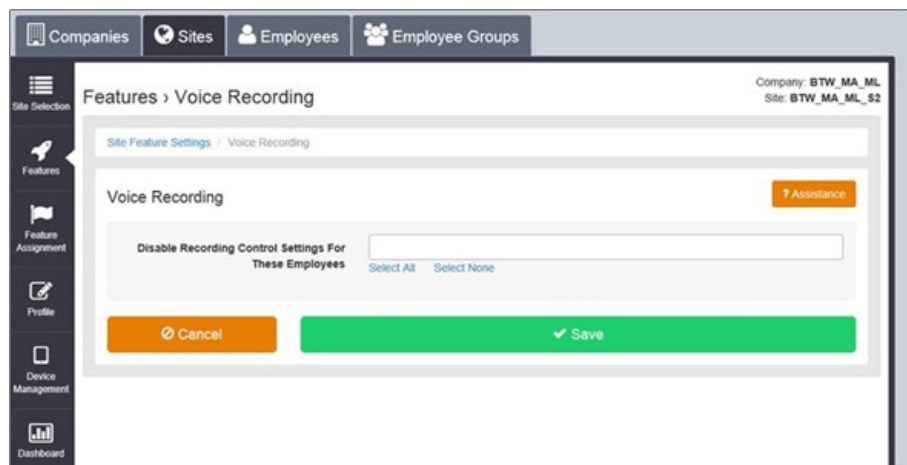 Companies
Sites
Employees
Employee Groups
Site Selection
Features
Feature
Assignment
Profile
Device
Management
Dashboard
Features › Voice Recording
Company: BTW_MA_ML
Site: BTW_MA_ML_S2
Site Feature Settings / Voice Recording
Voice Recording
? Assistance
Disable Recording Control Settings For
These Employees
Select All Select None
Cancel
Save